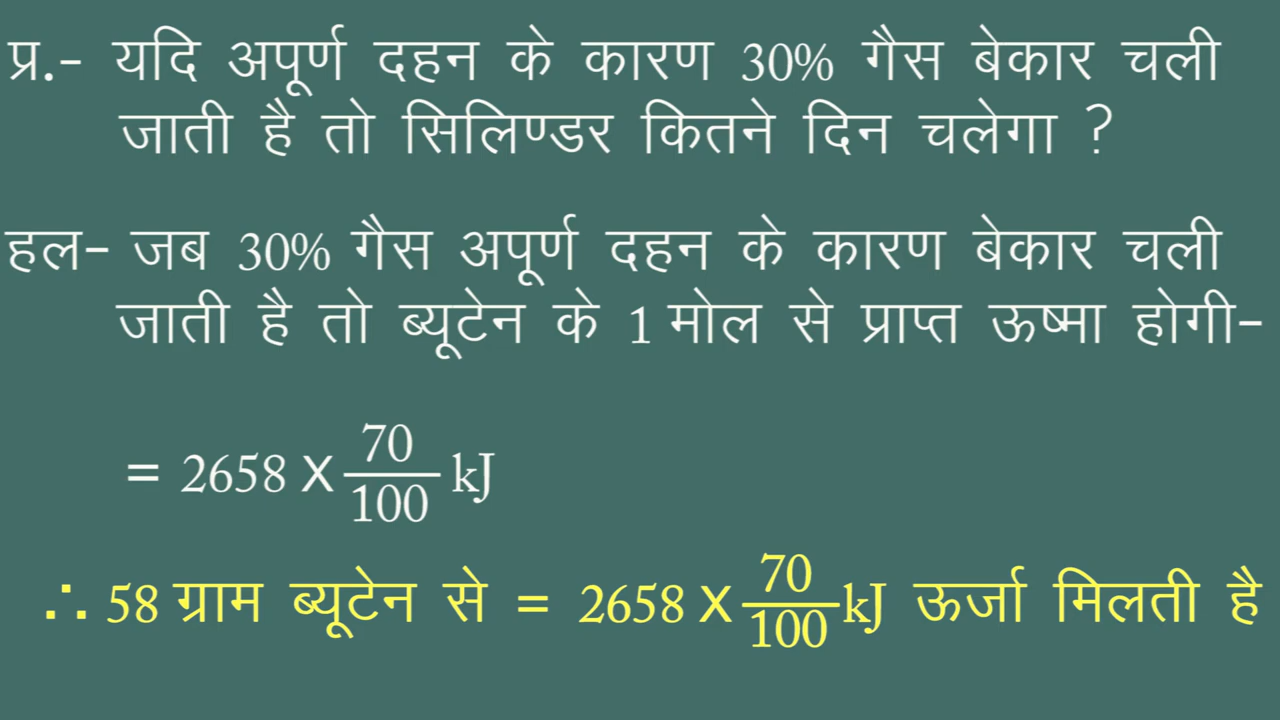 प्र.- यदि अपूर्ण दहन के कारण 30% गैस बेकार चली
जाती है तो सिलिण्डर कितने दिन चलेगा ?
हल- जब 30% गैस अपूर्ण दहन के कारण बेकार चली
जाती है तो ब्यूटेन के 1 मोल से प्राप्त ऊष्मा होगी-
= 2658 X 70/100 kJ
∴ 58 ग्राम ब्यूटेन से = 2658 X 70/100 kJ ऊर्जा मिलती है